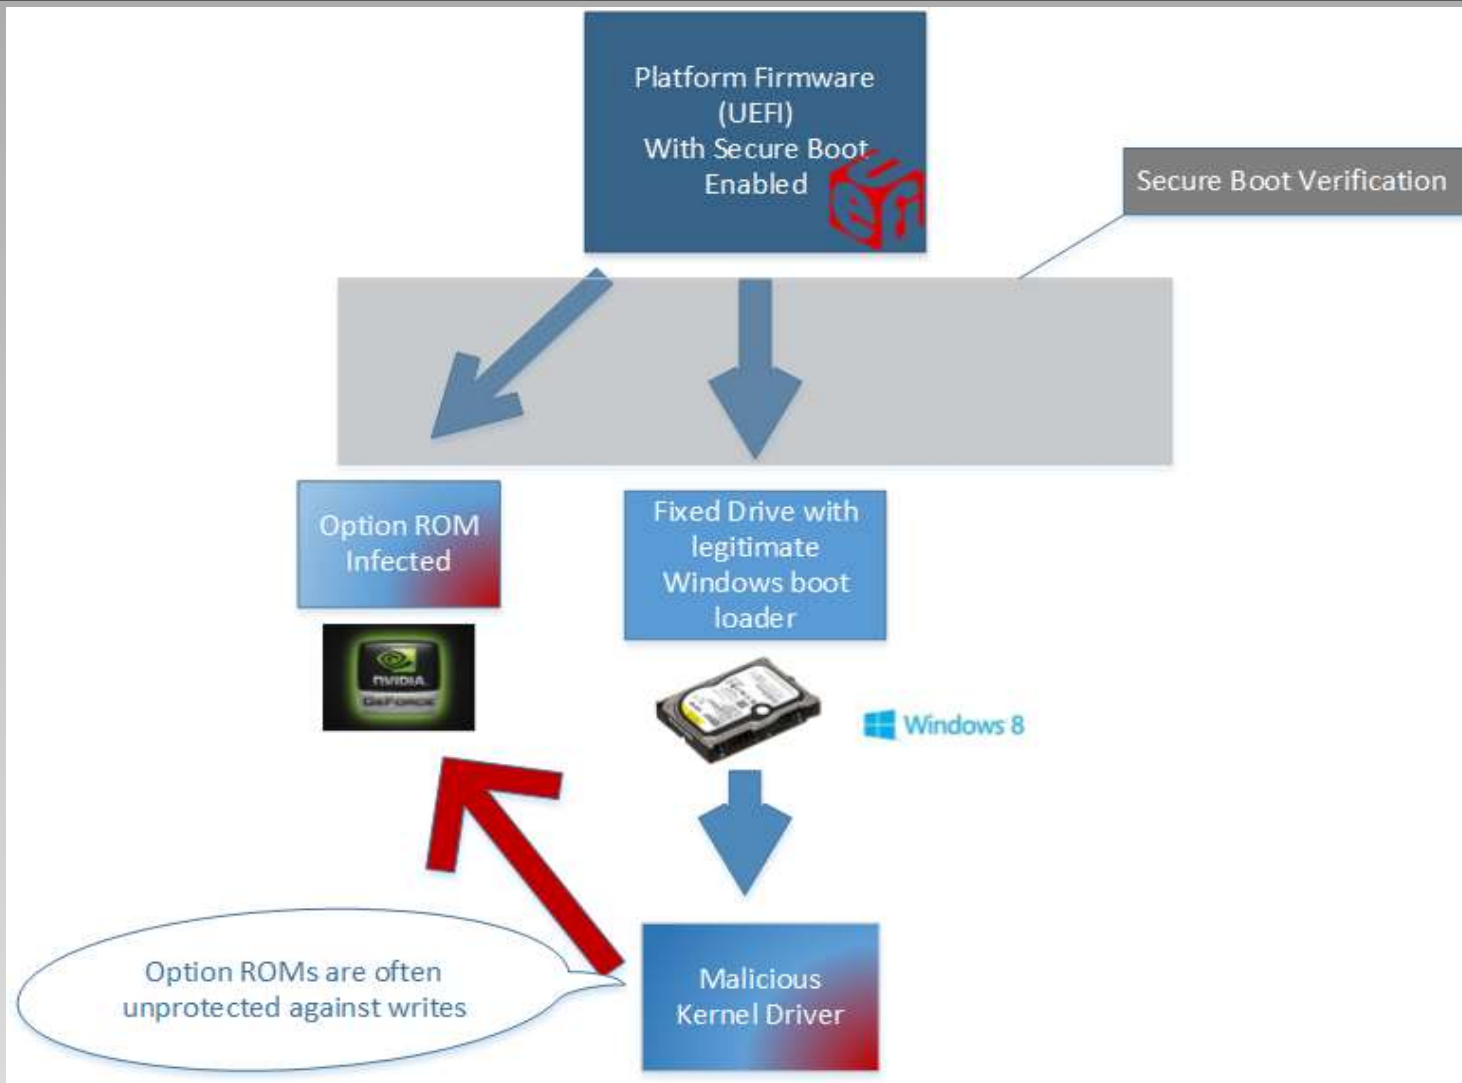 Platform Firmware
(UEFI)
With Secure Boot
Enabled
UEFI
Secure Boot Verification
Option ROM
Infected
Fixed Drive with
legitimate
Windows boot
loader
NVIDIA
GEFORCE
Windows 8
Option ROMs are often
unprotected against writes
Malicious
Kernel Driver